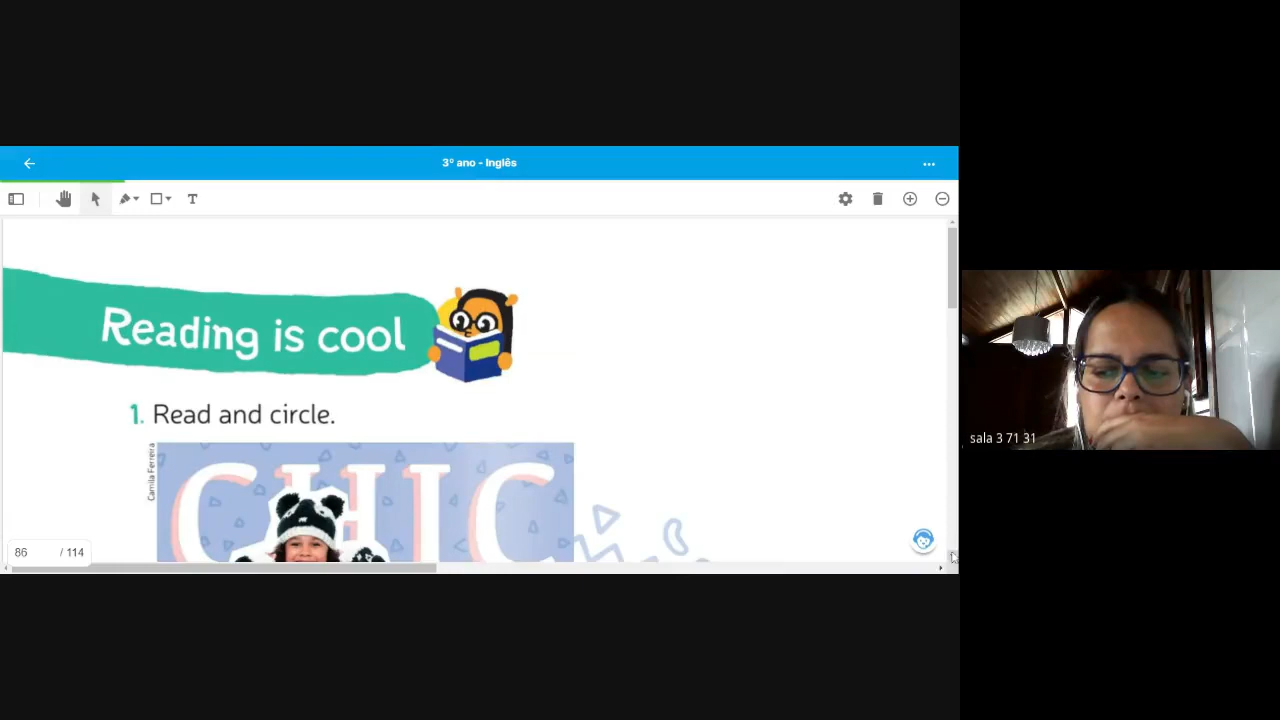 3º ano - Inglês
T
Reading is cool
1. Read and circle.
Camila Ferreira
CHIC
86 / 114
sala 3 71 31